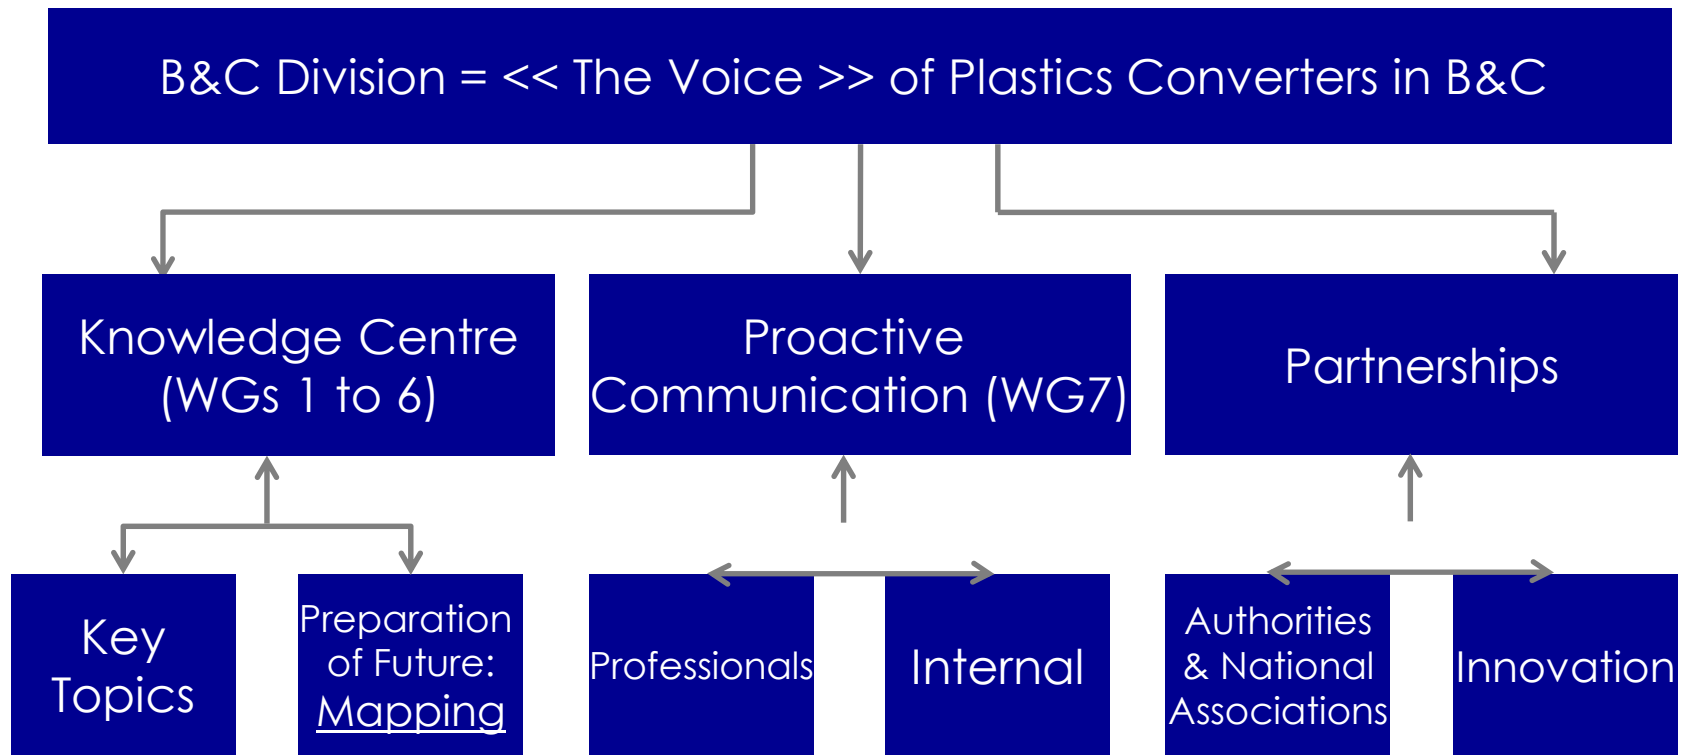 B&C Division = << The Voice >> of Plastics Converters in B&C
Knowledge Centre
(WGs 1 to 6)
Proactive
Communication (WG7)
Partnerships
Key
Topics
Preparation
of Future:
Mapping
Professionals
Internal
Authorities
& National
Associations
Innovation